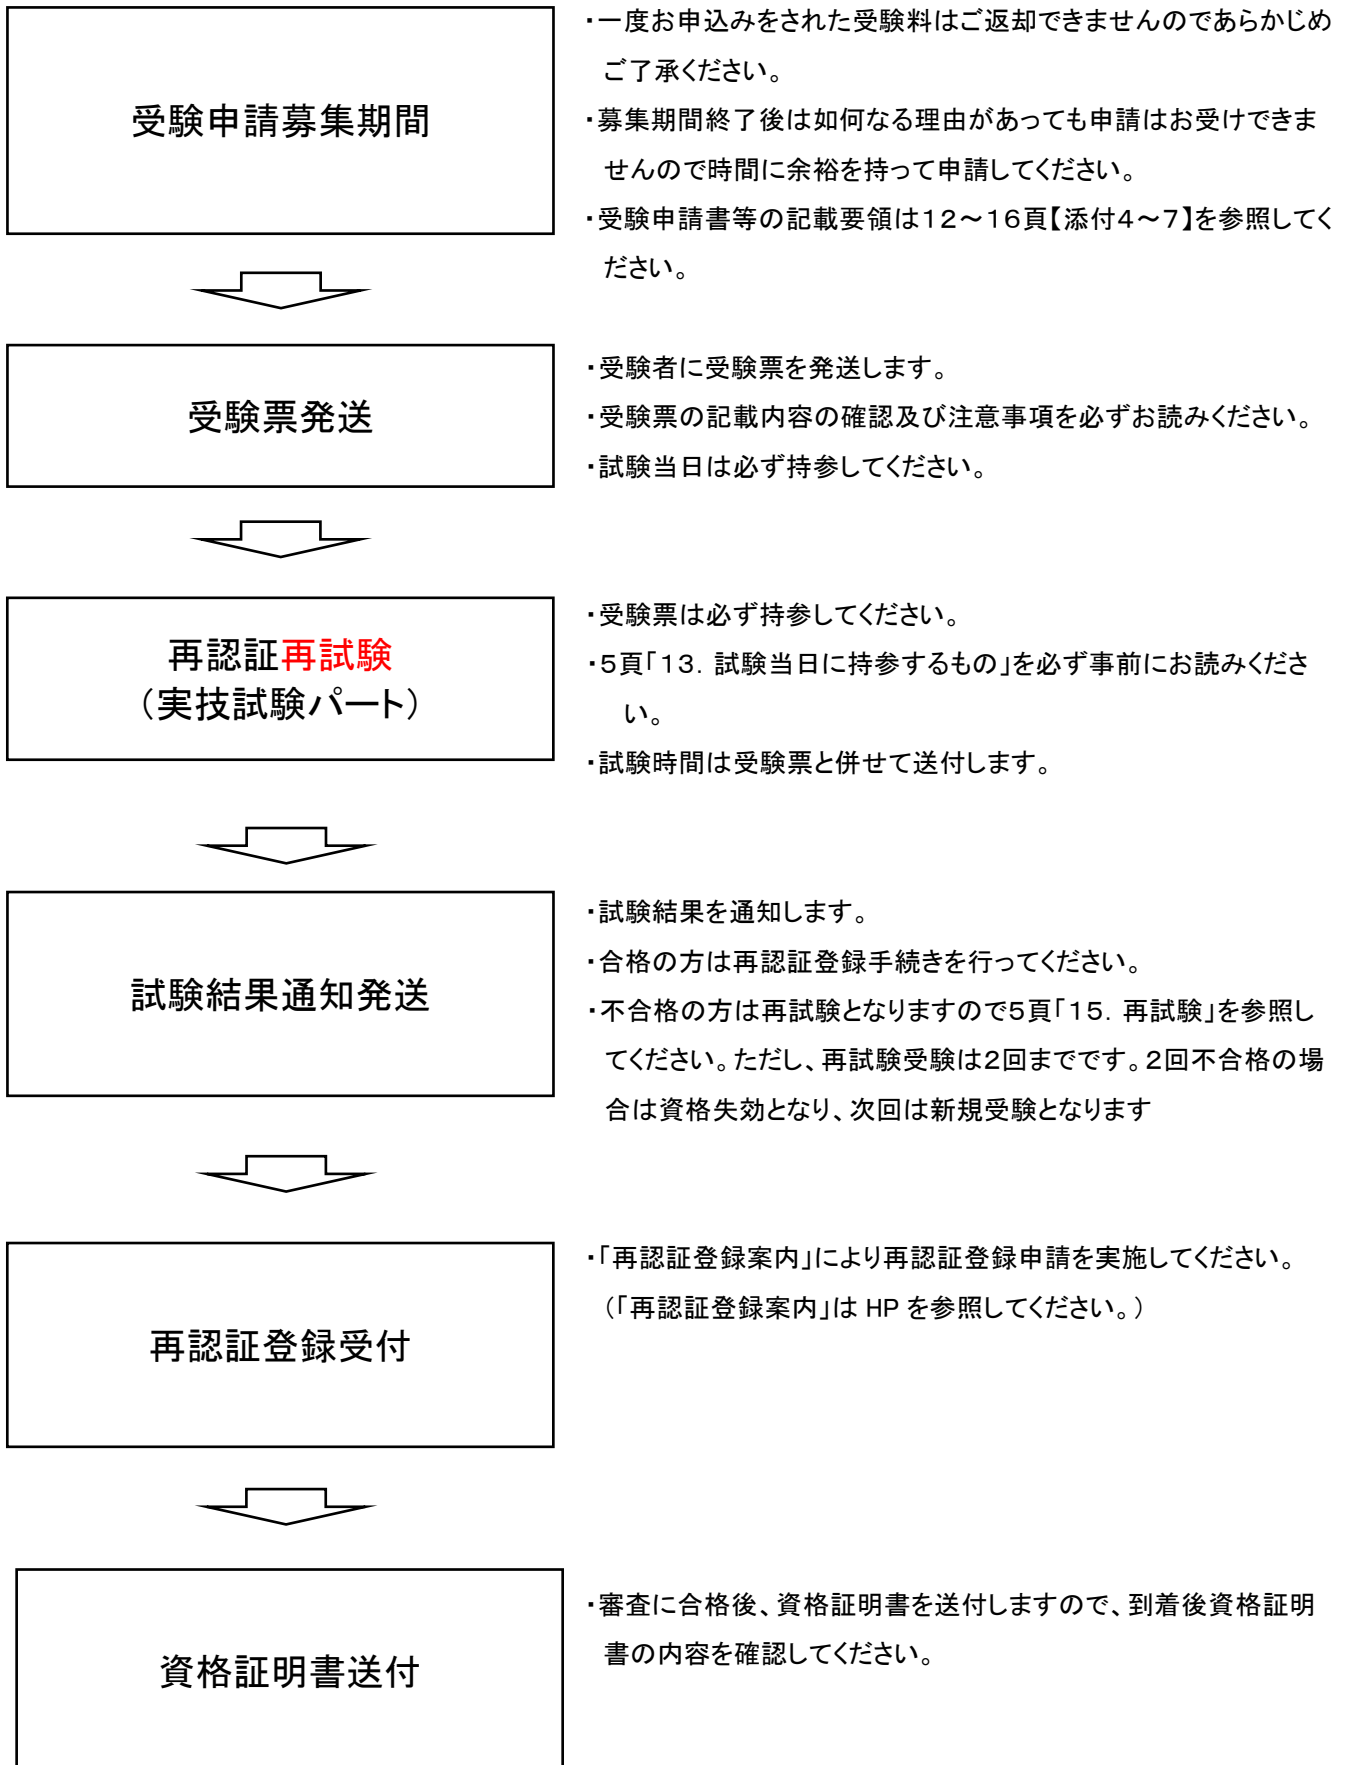 受験申請募集期間
・一度お申込みをされた受験料はご返却できませんのであらかじめ
ご了承ください。
・募集期間終了後は如何なる理由があっても申請はお受けできま
せんので時間に余裕を持って申請してください。
・受験申請書等の記載要領は１２～１６頁【添付４～７】を参照してく
ださい。
受験票発送
・受験者に受験票を発送します。
・受験票の記載内容の確認及び注意事項を必ずお読みください。
・試験当日は必ず持参してください。
再認証再試験
（実技試験パート）
・受験票は必ず持参してください。
・５頁「１３．試験当日に持参するもの」を必ず事前にお読みくださ
い。
・試験時間は受験票と併せて送付します。
試験結果通知発送
・試験結果を通知します。
・合格の方は再認証登録手続きを行ってください。
・不合格の方は再試験となりますので５頁「１５．再試験」を参照し
てください。ただし、再試験受験は２回までです。２回不合格の場
合は資格失効となり、次回は新規受験となります
再認証登録受付
・「再認証登録案内」により再認証登録申請を実施してください。
（「再認証登録案内」は HP を参照してください。）
資格証明書送付
・審査に合格後、資格証明書を送付しますので、到着後資格証明
書の内容を確認してください。